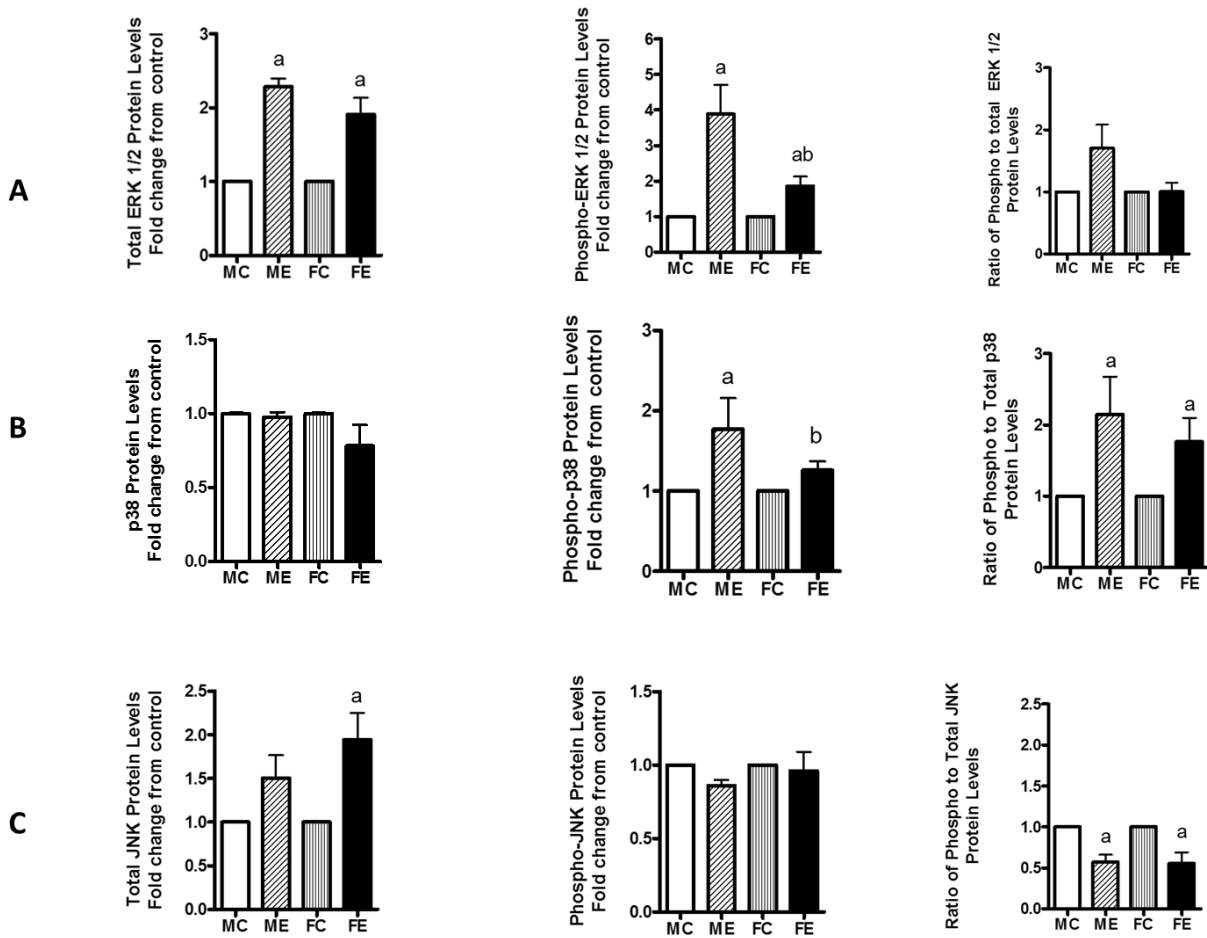 A
Total ERK 1/2 Protein Levels
Fold change from control
3
2
1
0
a
a
MC ME FC FE
Phospho-ERK 1/2 Protein Levels
Fold change from control
6
5
4
3
2
1
0
a
ab
MC ME FC FE
Ratio of Phospho to total ERK 1/2
Protein Levels
3
2
1
0
MC ME FC FE
B
p38 Protein Levels
Fold change from control
1.5
1.0
0.5
0.0
MC ME FC FE
Phospho-p38 Protein Levels
Fold change from control
3
2
1
0
a
b
MC ME FC FE
Ratio of Phospho to Total p38
Protein Levels
3
2
1
0
a
a
MC ME FC FE
C
Total JNK Protein Levels
Fold change from control
2.5
2.0
1.5
1.0
0.5
0.0
a
MC ME FC FE
Phospho-JNK Protein Levels
Fold change from control
1.5
1.0
0.5
0.0
MC ME FC FE
Ratio of Phospho to Total JNK
Protein Levels
2.5
2.0
1.5
1.0
0.5
0.0
a
a
MC ME FC FE